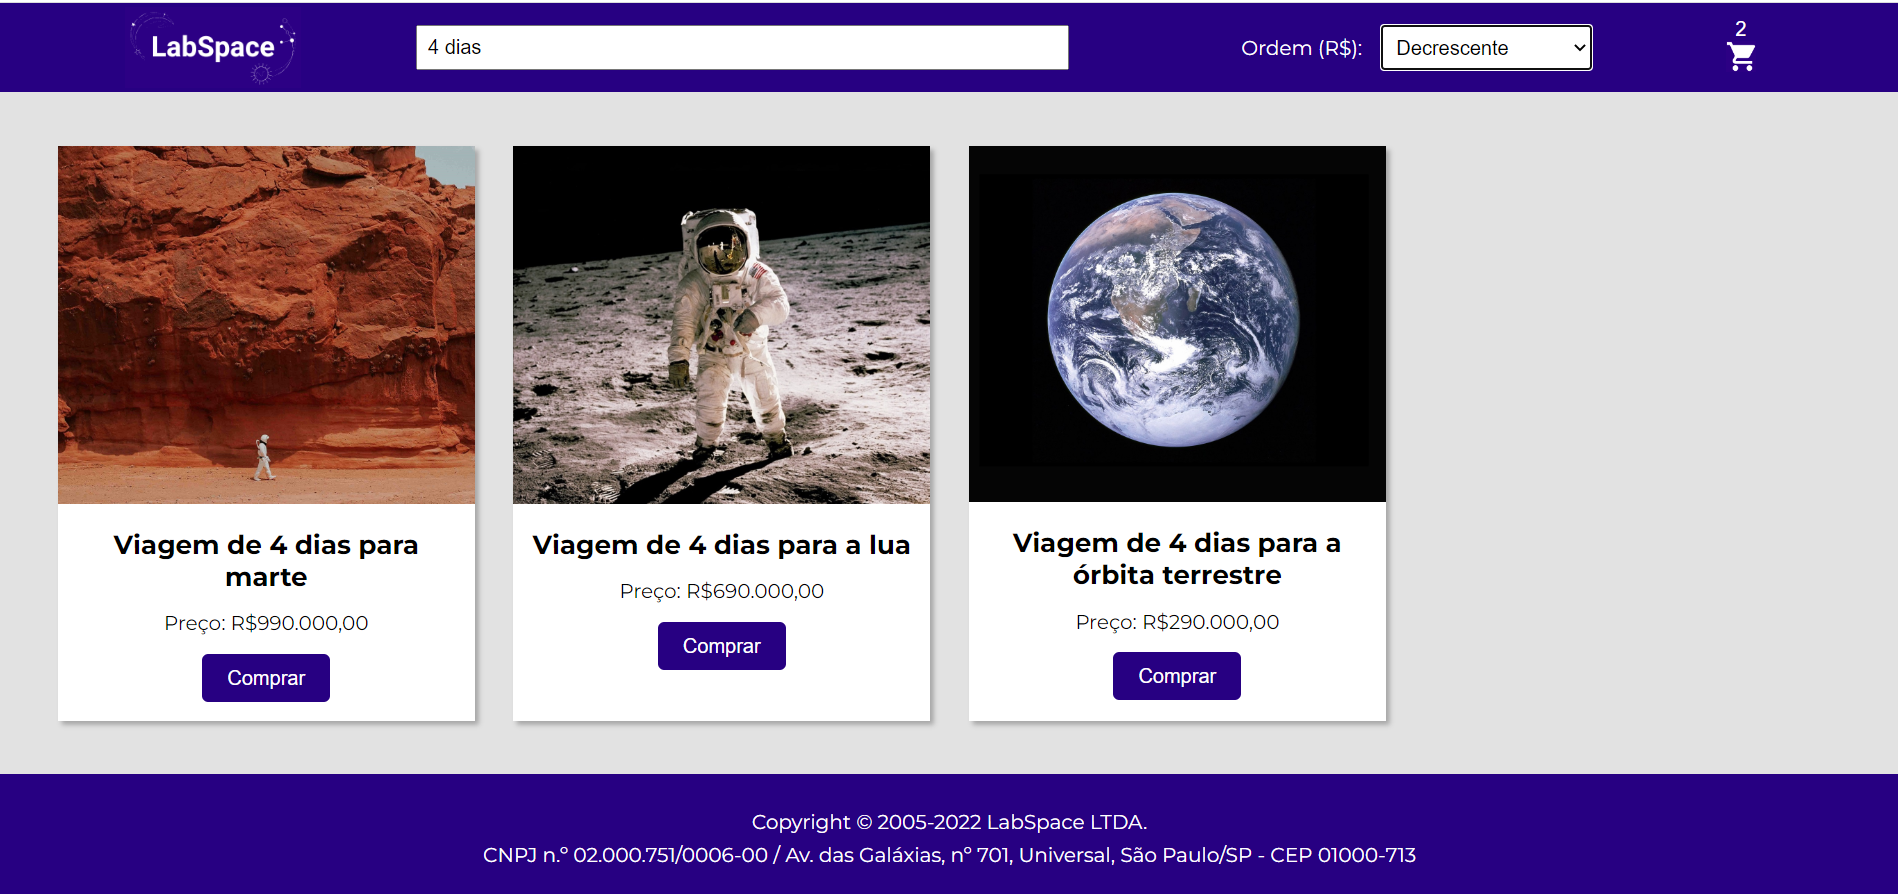 LabSpace
4 dias
Ordem (R$):
Decrescente
2
Viagem de 4 dias para
marte
Preço: R$990.000,00
Comprar
Viagem de 4 dias para a lua
Preço: R$690.000,00
Comprar
Viagem de 4 dias para a
órbita terrestre
Preço: R$290.000,00
Comprar
Copyright © 2005-2022 LabSpace LTDA.
CNPJ n.º 02.000.751/0006-00 / Av. das Galáxias, nº 701, Universal, São Paulo/SP - CEP 01000-713